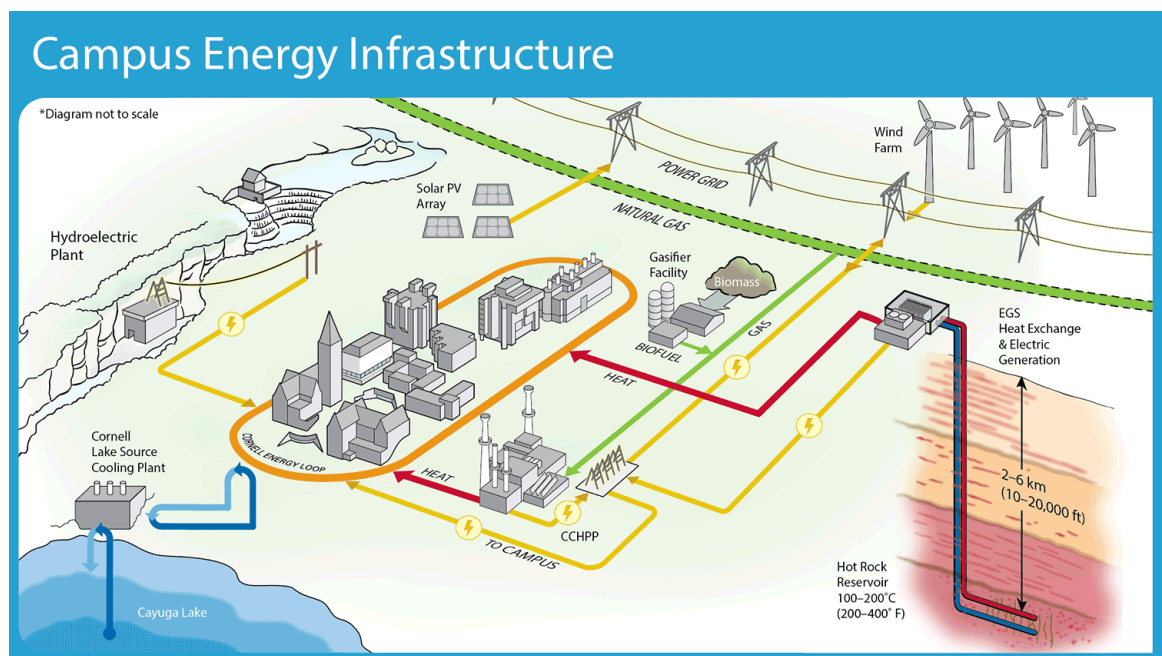 Campus Energy Infrastructure
*Diagram not to scale
Wind
Farm
POWER GRID
Solar PV
Array
NATURAL GAS
Hydroelectric
Plant
Gasifier
Facility
Biomass
EGS
Heat Exchange
& Electric
Generation
GAS
BIOFUEL
HEAT
Cornell
Lake Source
Cooling Plant
CORNELL ENERGY LOOP
HEAT
2–6 km
(10–20,000 ft)
CCHPP
TO CAMPUS
Hot Rock
Reservoir
100–200˚C
(200–400˚ F)
Cayuga Lake